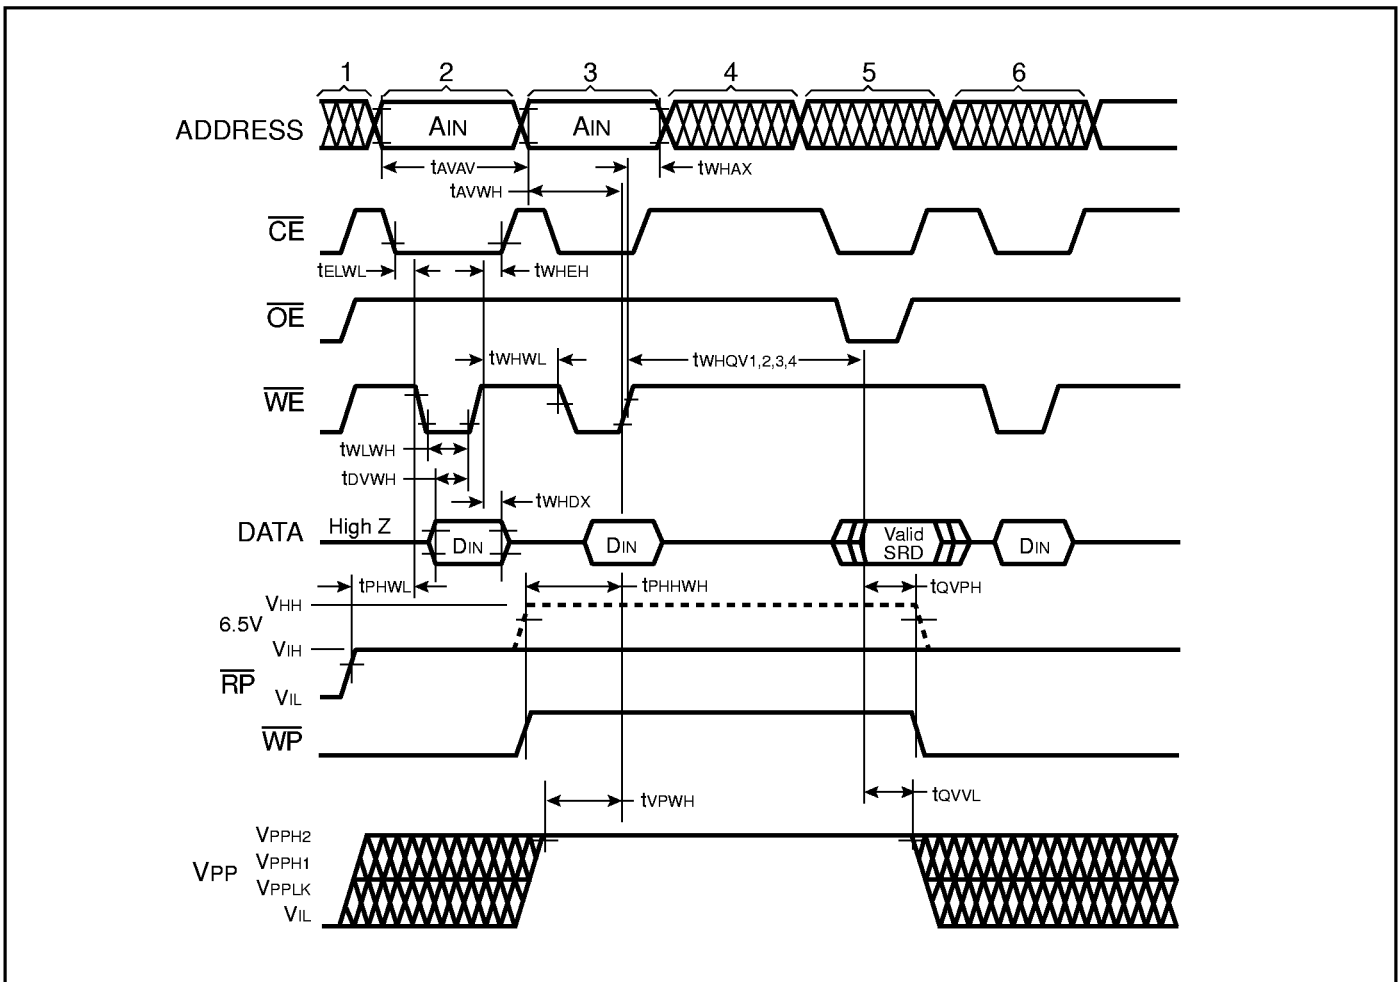 1 2 3 4 5 6
ADDRESS AIN AIN
tAVAV tWHAX
tAVWH
CE
tELWL tWHEH
OE
tWHWL tWHQV1,2,3,4
WE
tWLWH
tDVWH
tWHDX
DATA High Z DIN DIN Valid SRD DIN
tPHWL tPHHWH tQVPH
VHH
6.5V
VIH
RP
VIL
WP
tVPWH tQVVL
VPPH2
VPP VPPH1
VPPLK
VIL